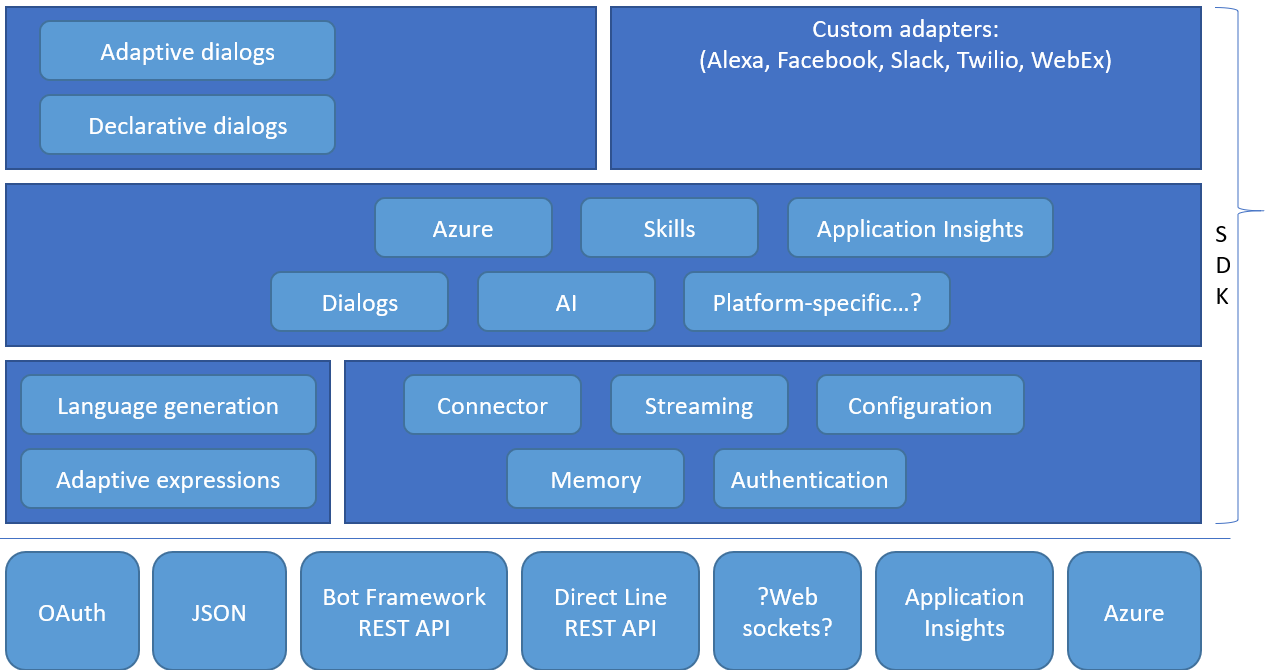 Adaptive dialogs
Declarative dialogs
Custom adapters:
(Alexa, Facebook, Slack, Twilio, WebEx)
Azure
Skills
Application Insights
Dialogs
AI
Platform-specific...?
Language generation
Adaptive expressions
Connector
Streaming
Configuration
Memory
Authentication
S
D
K
OAuth
JSON
Bot Framework
REST API
Direct Line
REST API
?Web
sockets?
Application
Insights
Azure